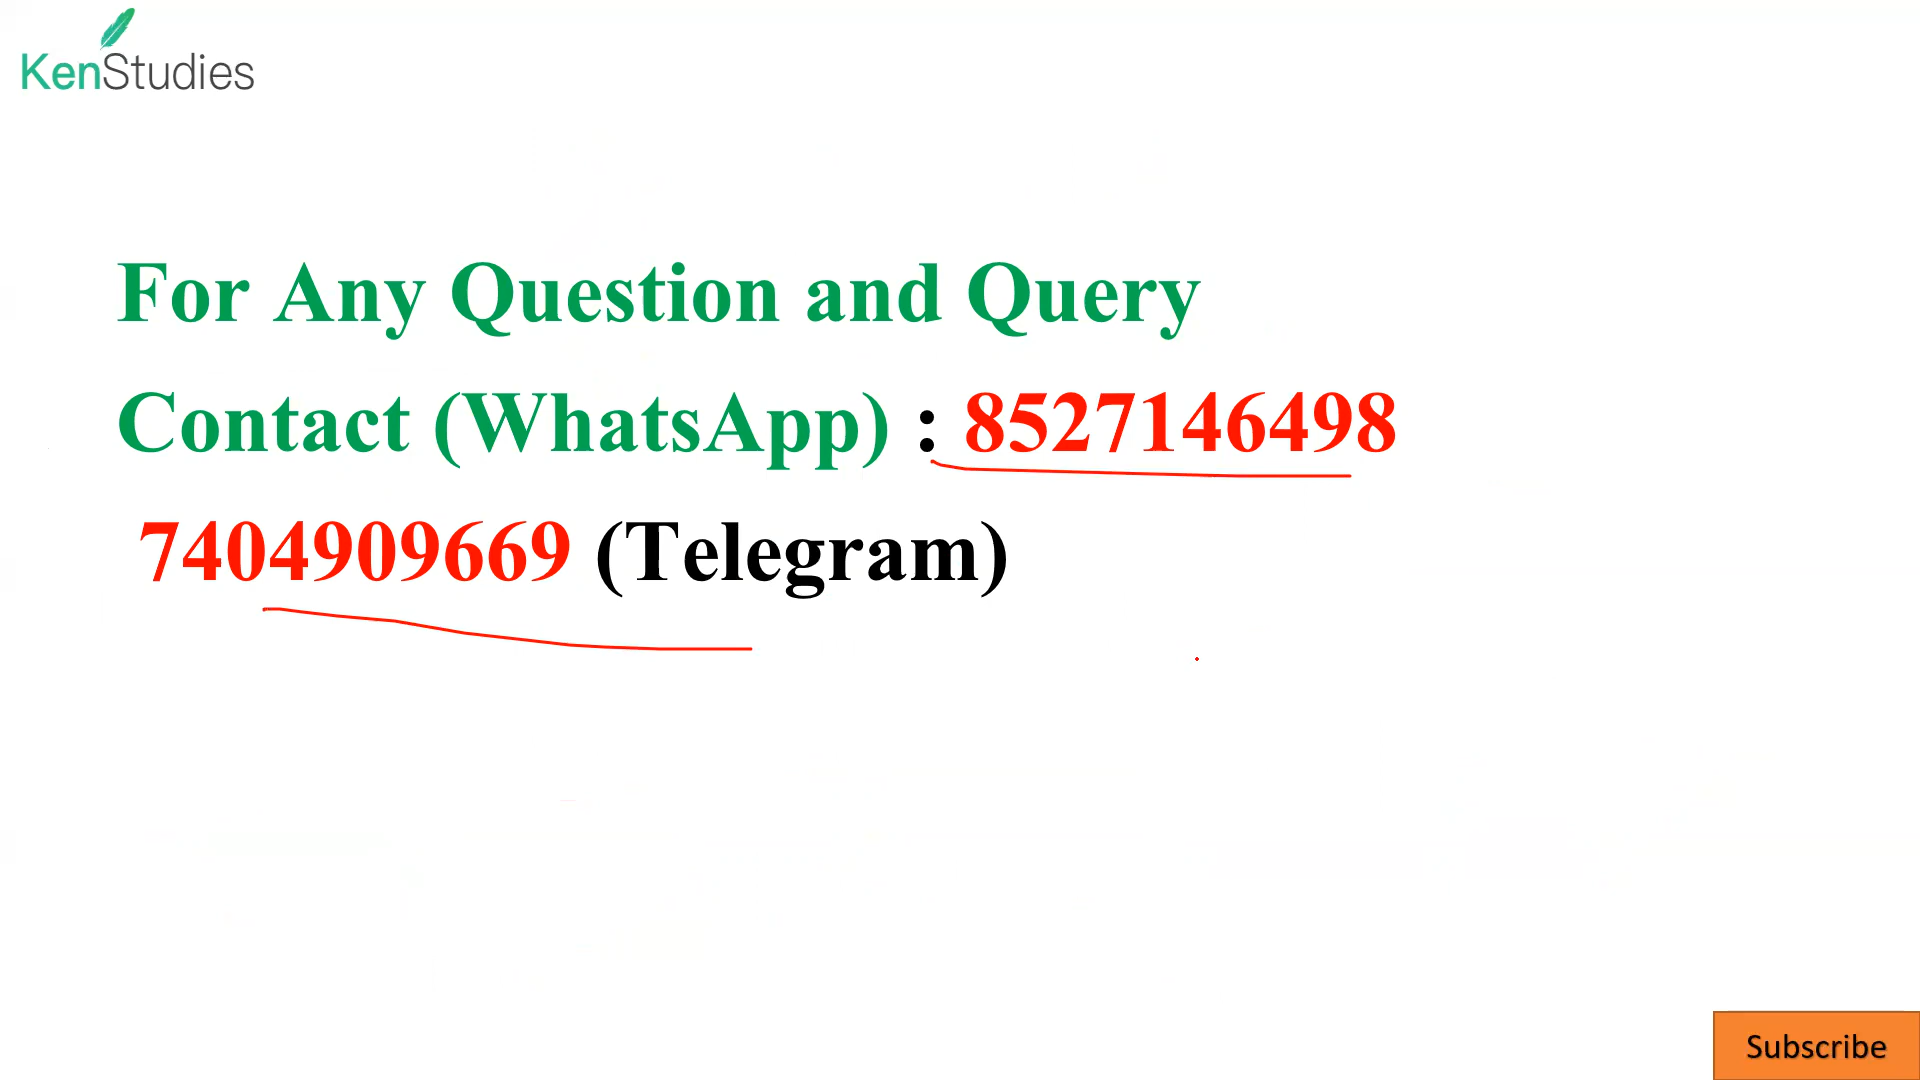 KenStudies
For Any Question and Query
Contact (WhatsApp) : 8527146498
7404909669 (Telegram)
Subscribe